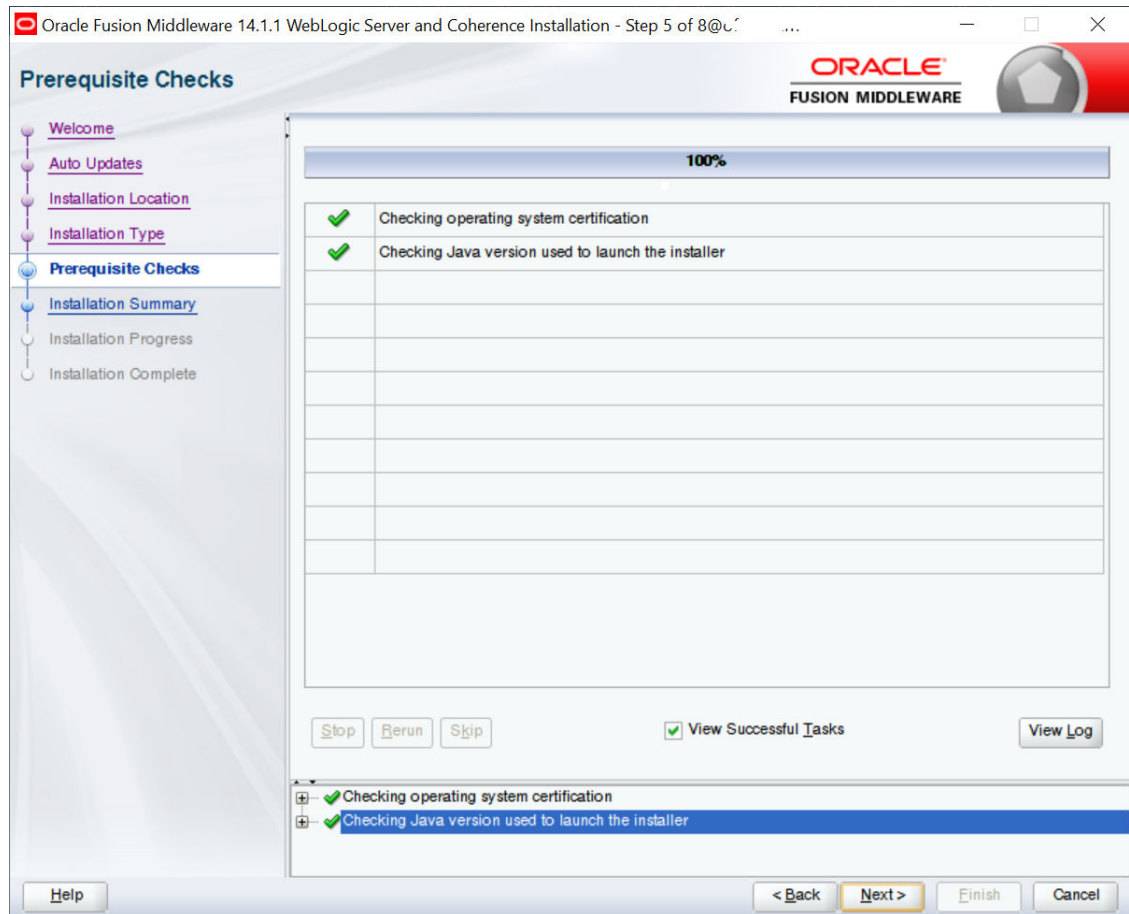 Oracle Fusion Middleware 14.1.1 WebLogic Server and Coherence Installation - Step 5 of 8@
Prerequisite Checks
ORACLE
FUSION MIDDLEWARE
Welcome
Auto Updates
Installation Location
Installation Type
Prerequisite Checks
Installation Summary
Installation Progress
Installation Complete
100%
Checking operating system certification
Checking Java version used to launch the installer
Stop
Rerun
Skip
View Successful Tasks
View Log
Checking operating system certification
Checking Java version used to launch the installer
Help
< Back
Next >
Finish
Cancel